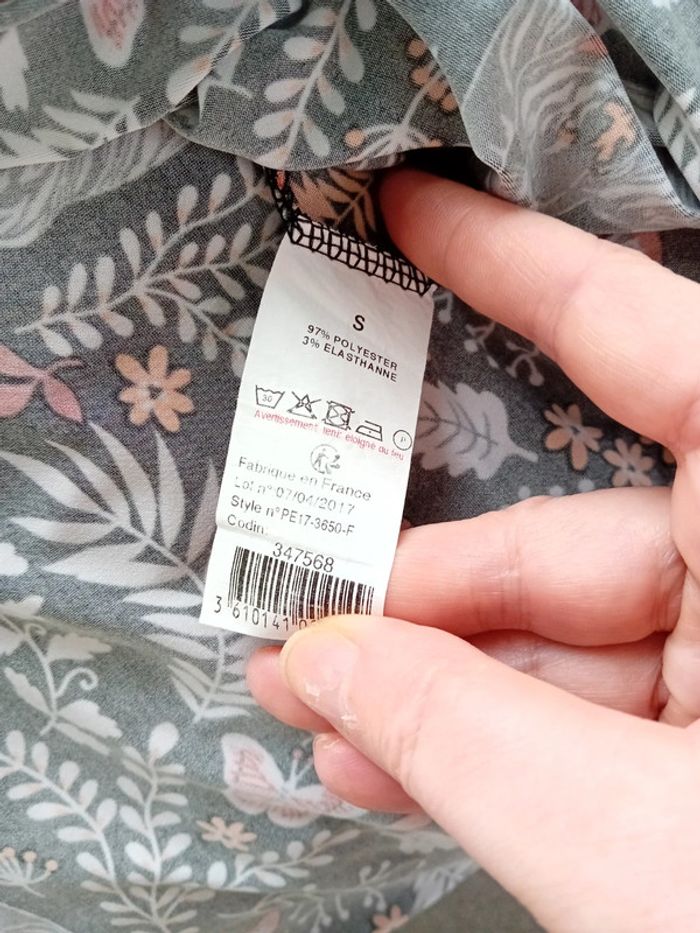 S
97% POLYESTER
3% ELASTHANNE
30
P
Avertissement tenir éloigné du feu
Fabriqué en France
Lot n° 07/04/2017
Style n° PE17-3650-F
Codin:
347568
3 610141